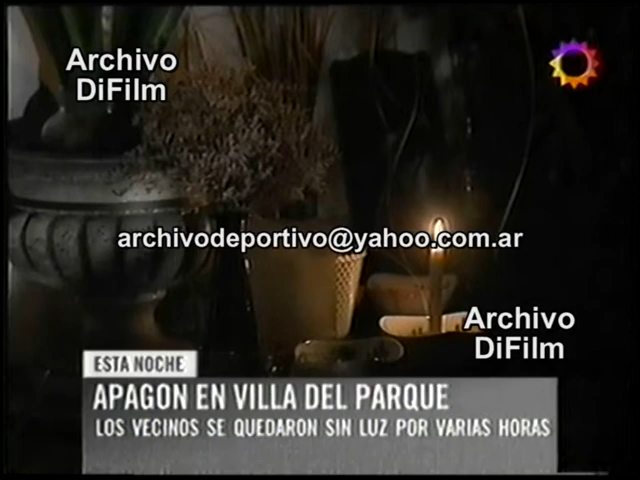 Archivo
DiFilm
archivodeportivo@yahoo.com.ar
Archivo
DiFilm
ESTA NOCHE
APAGON EN VILLA DEL PARQUE
LOS VECINOS SE QUEDARON SIN LUZ POR VARIAS HORAS